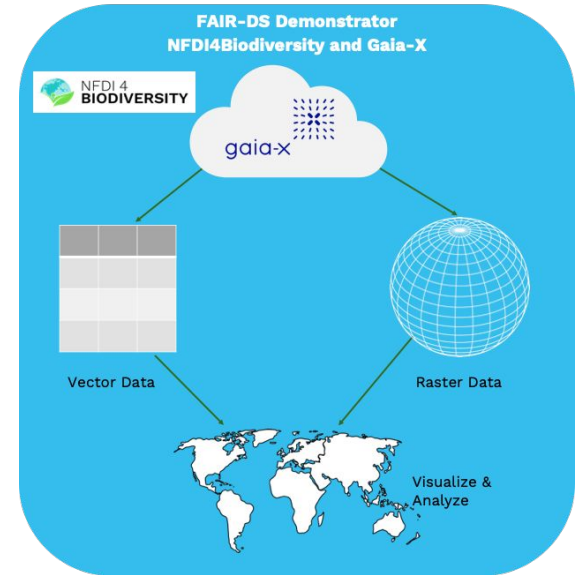 FAIR-DS Demonstrator
NFDI4Biodiversity and Gaia-X
NFDI 4
BIODIVERSITY
gaia-x
Vector Data
Raster Data
Visualize &
Analyze